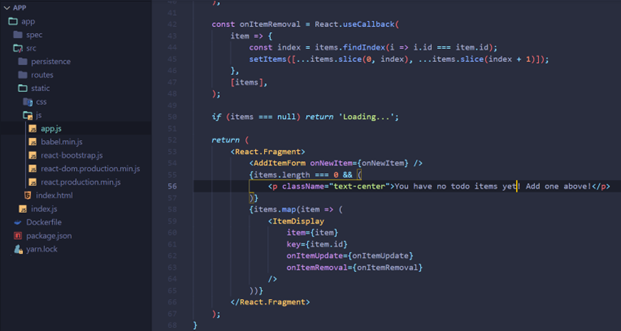 APP
app
spec
src
persistence
routes
static
css
js
app.js
babel.min.js
react-bootstrap.js
react-dom.production.min.js
react.production.min.js
index.html
index.js
Dockerfile
package.json
yarn.lock
40 );
41
42 const onItemRemoval = React.useCallback(
43 item => {
44 const index = items.findIndex(i => i.id === item.id);
45 setItems([...items.slice(0, index), ...items.slice(index + 1)]);
46 },
47 [items],
48 );
49
50 if (items === null) return 'Loading...';
51
52 return (
53 <React.Fragment>
54 <AddItemForm onNewItem={onNewItem} />
55 {items.length === 0 && (
56 <p className="text-center">You have no todo items yet! Add one above!</p>
57 )}
58 {items.map(item => (
59 <ItemDisplay
60 item={item}
61 key={item.id}
62 onItemUpdate={onItemUpdate}
63 onItemRemoval={onItemRemoval}
64 />
65 ))}
66 </React.Fragment>
67 );
68 }